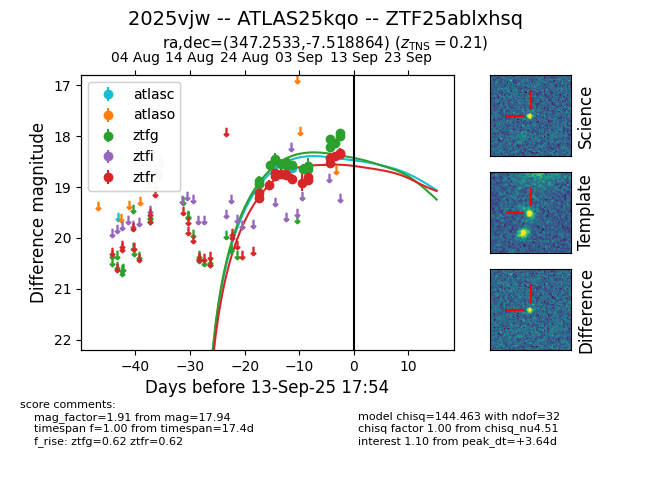 2025vjw -- ATLAS25kqo -- ZTF25ablxhsq
ra,dec=(347.2533,-7.518864) (z_TNS = 0.21)
04 Aug 14 Aug 24 Aug 03 Sep 13 Sep 23 Sep
17
18
19
20
21
22
Difference magnitude
atlasc
atlaso
ztfg
ztfi
ztfr
−40
−30
−20
−10
0
10
Days before 13-Sep-25 17:54
Science
Template
Difference
score comments:
mag_factor=1.91 from mag=17.94
timespan f=1.00 from timespan=17.4d
f_rise: ztfg=0.62 ztfr=0.62
model chisq=144.463 with ndof=32
chisq factor 1.00 from chisq_nu4.51
interest 1.10 from peak_dt=+3.64d